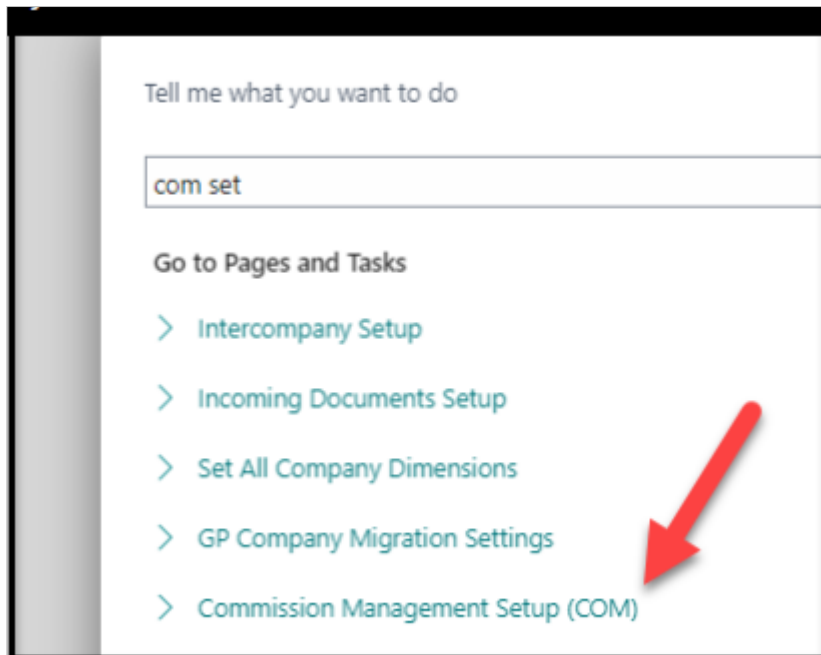 Tell me what you want to do
com set
Go to Pages and Tasks
Intercompany Setup
Incoming Documents Setup
Set All Company Dimensions
GP Company Migration Settings
Commission Management Setup (COM)